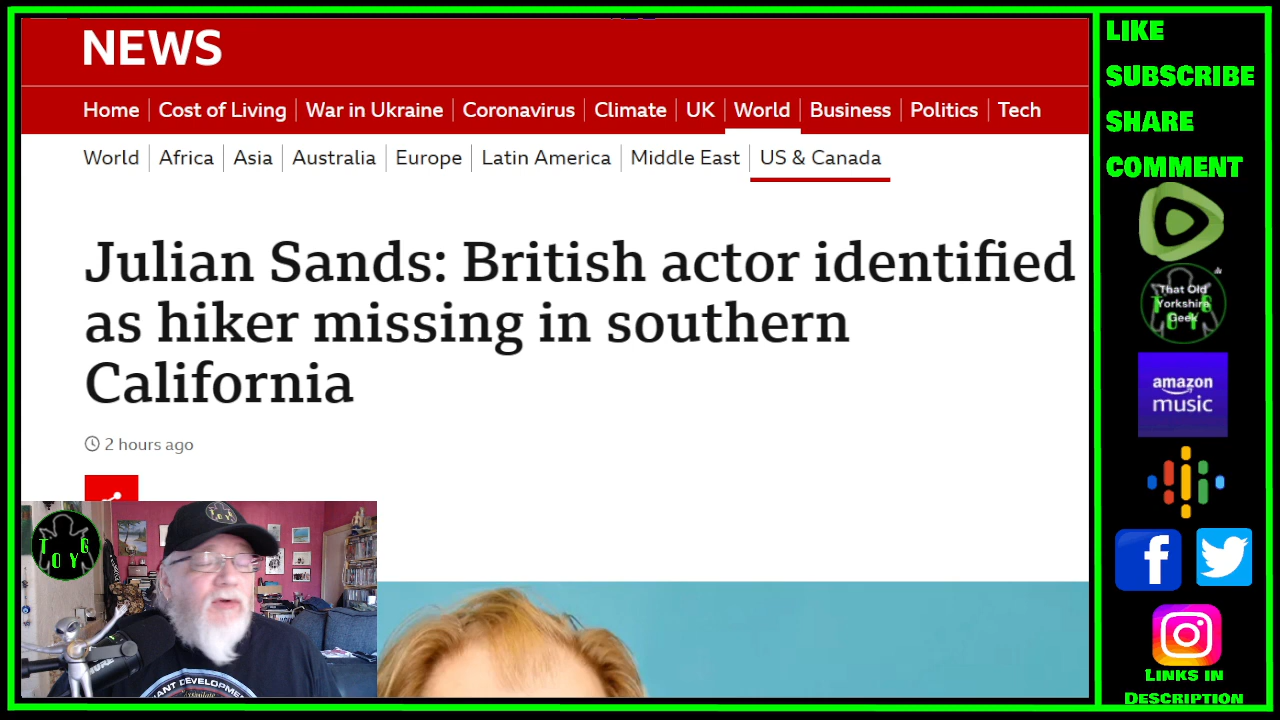 NEWS
Home Cost of Living War in Ukraine Coronavirus Climate UK World Business Politics Tech
World Africa Asia Australia Europe Latin America Middle East US & Canada
Julian Sands: British actor identified
as hiker missing in southern
California
2 hours ago
T G
O Y
ANT DEVELOPME
LIKE
SUBSCRIBE
SHARE
COMMENT
That Old
Yorkshire
Geek
amazon
music
LINKS IN
DESCRIPTION